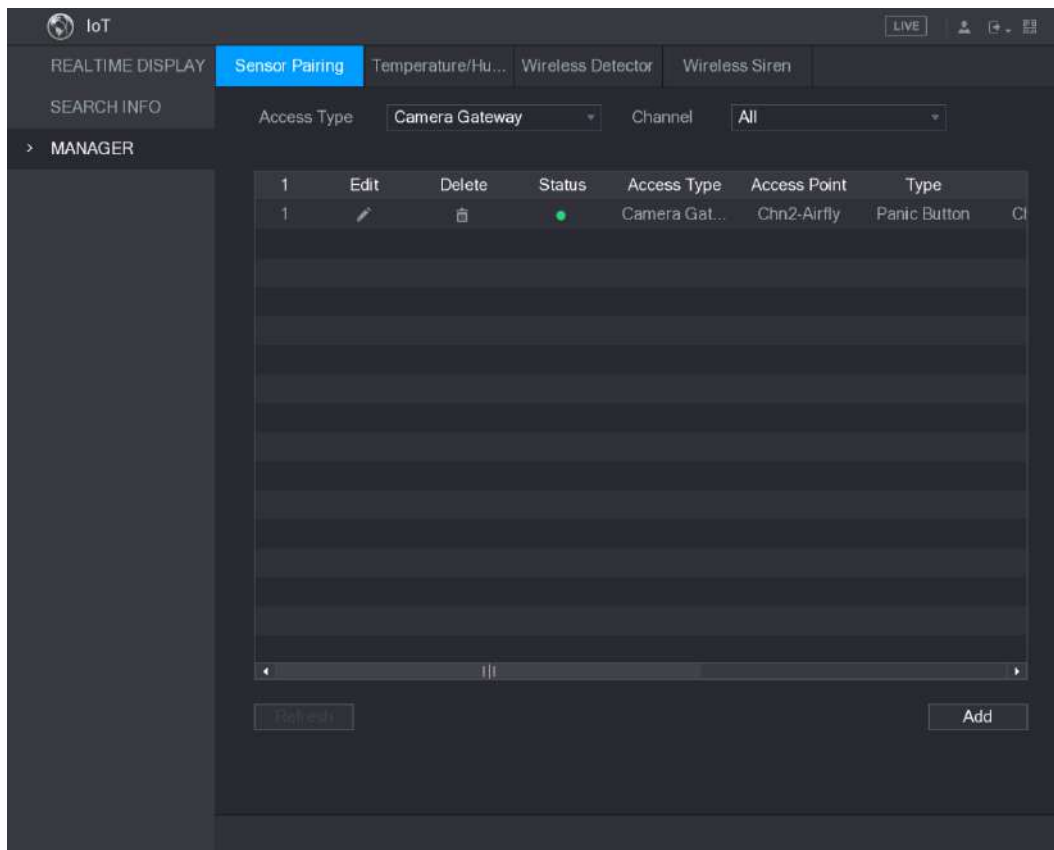 IoT LIVE
REALTIME DISPLAY
SEARCH INFO
MANAGER
Sensor Pairing Temperature/Hu... Wireless Detector Wireless Siren
Access Type Camera Gateway Channel All
1 Edit Delete Status Access Type Access Point Type
1 Camera Gat... Chn2-Airfly Panic Button
Refresh Add